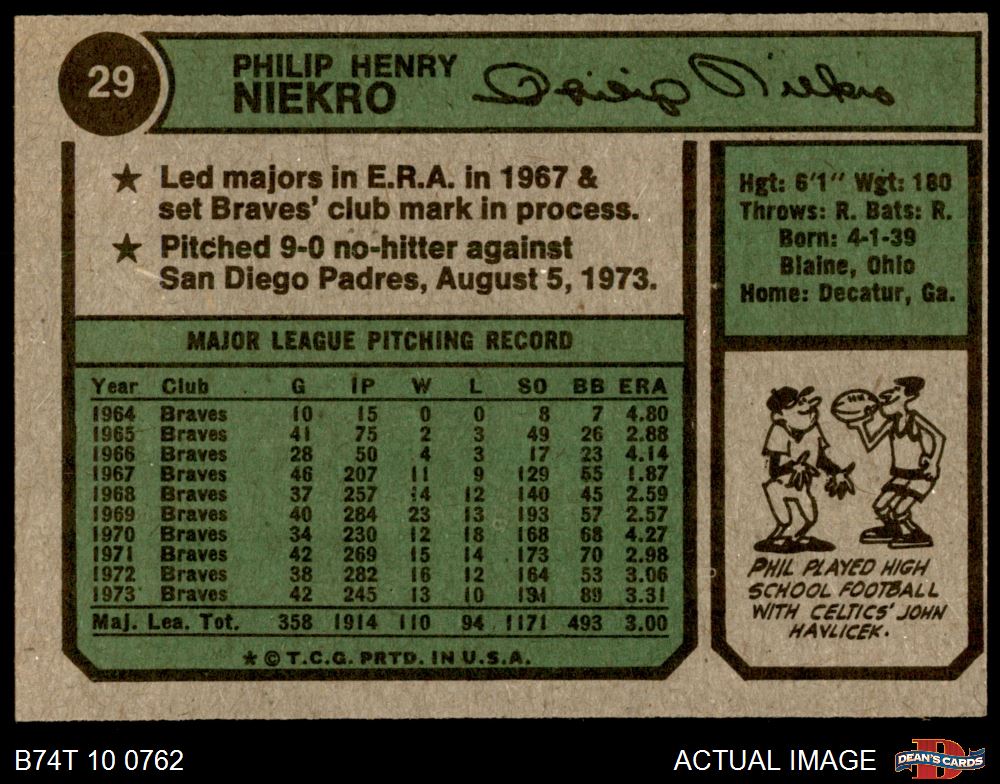 29
PHILIP HENRY
NIEKRO
Philip Niekro
★ Led majors in E.R.A. in 1967 &
set Braves' club mark in process.
★ Pitched 9-0 no-hitter against
San Diego Padres, August 5, 1973.
Hgt: 6'1" Wgt: 180
Throws: R. Bats: R.
Born: 4-1-39
Blaine, Ohio
Home: Decatur, Ga.
MAJOR LEAGUE PITCHING RECORD
Year Club G IP W L SO BB ERA
1964 Braves 10 15 0 0 8 7 4.80
1965 Braves 41 75 2 3 49 26 2.88
1966 Braves 28 50 4 3 17 23 4.14
1967 Braves 46 207 11 9 129 55 1.87
1968 Braves 37 257 14 12 140 45 2.59
1969 Braves 40 284 23 13 193 57 2.57
1970 Braves 34 230 12 18 168 68 4.27
1971 Braves 42 269 15 14 173 70 2.98
1972 Braves 38 282 16 12 164 53 3.06
1973 Braves 42 245 13 10 131 89 3.31
Maj. Lea. Tot. 358 1914 110 94 1171 493 3.00
★ © T.C.G. PRTD. IN U.S.A.
PHIL PLAYED HIGH
SCHOOL FOOTBALL
WITH CELTICS' JOHN
HAVLICEK.
B74T 10 0762
ACTUAL IMAGE
D
DEAN'S CARDS